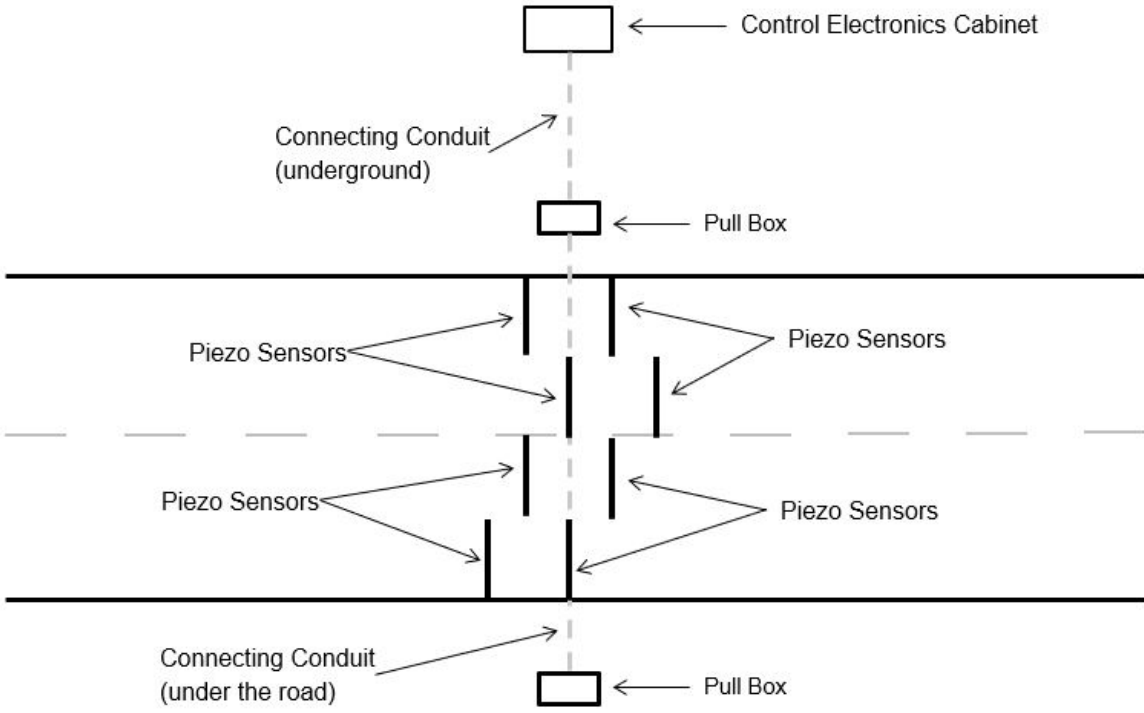 Control Electronics Cabinet
Connecting Conduit
(underground)
Pull Box
Piezo Sensors
Piezo Sensors
Piezo Sensors
Piezo Sensors
Connecting Conduit
(under the road)
Pull Box